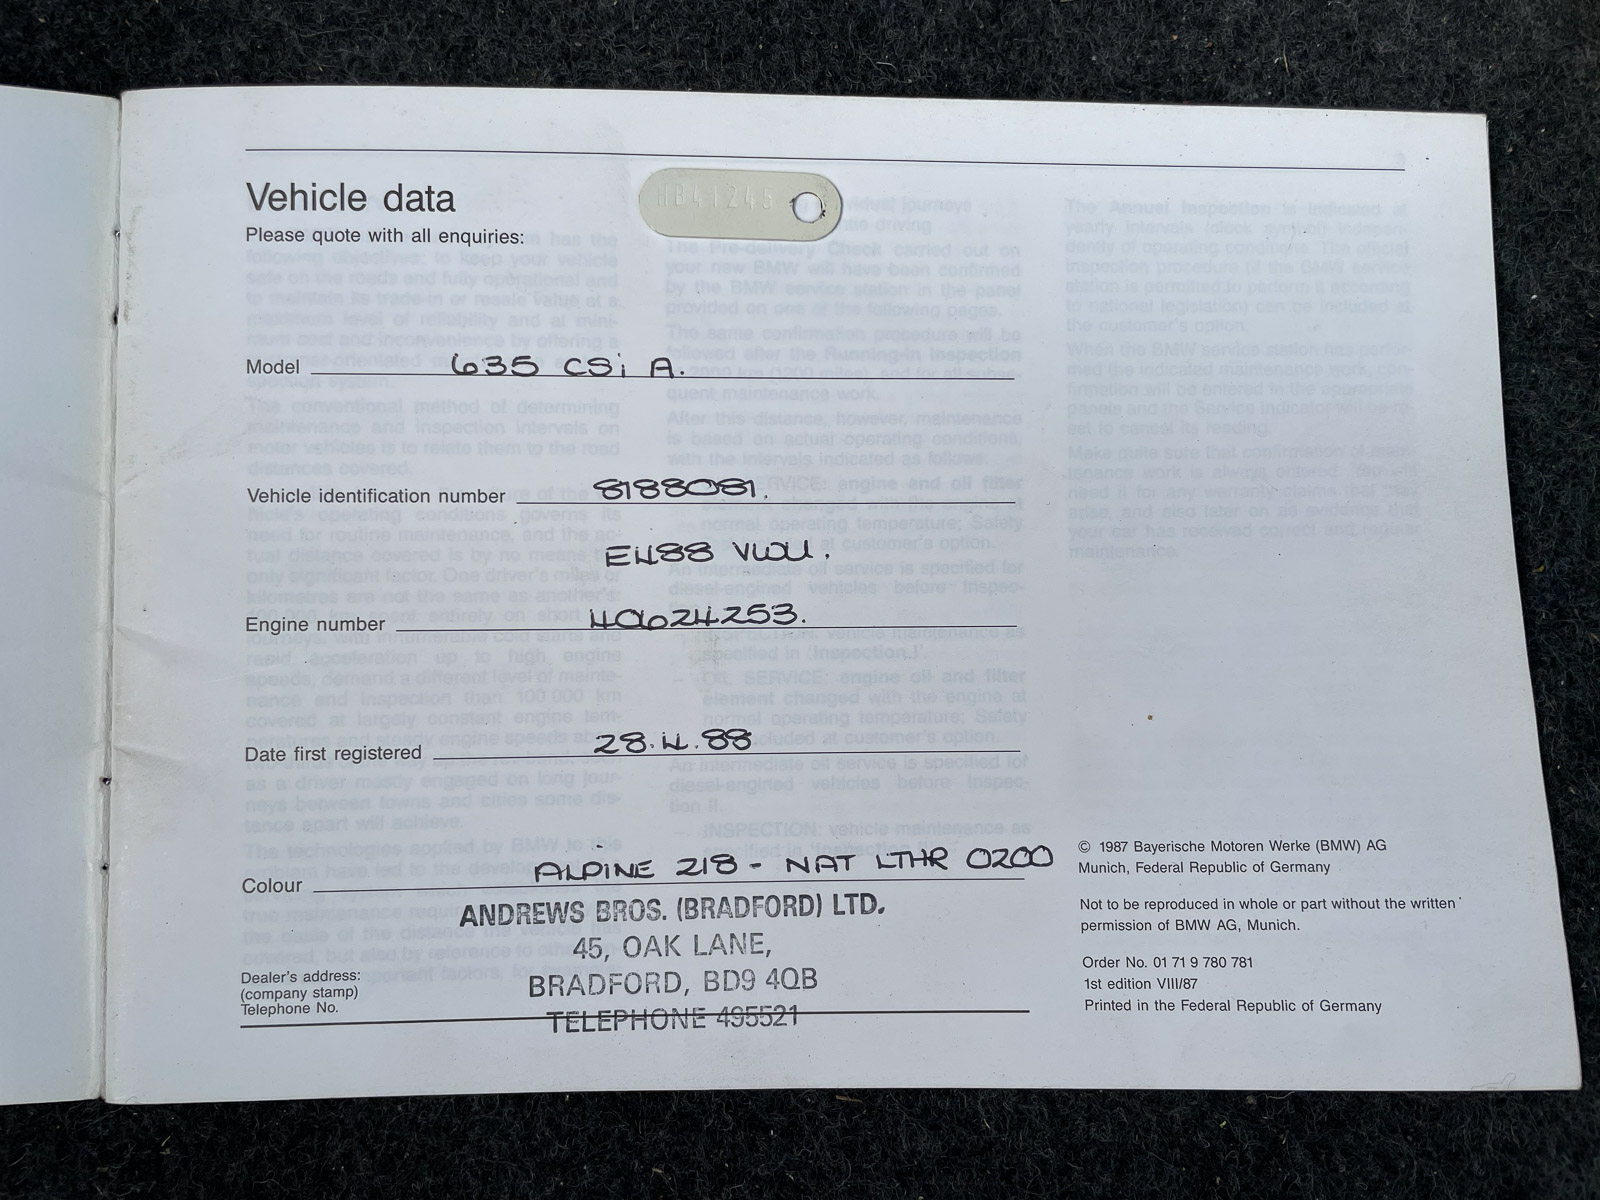 Vehicle data
HB41245
Please quote with all enquiries:
Model 635 CSi A.
Vehicle identification number 8188081.
E488 VWU.
Engine number 40624253.
Date first registered 28.4.88
Colour ALPINE 218 - NAT LTHR 0200
ANDREWS BROS. (BRADFORD) LTD.
45, OAK LANE,
BRADFORD, BD9 4QB
TELEPHONE 495521
Dealer's address:
(company stamp)
Telephone No.
© 1987 Bayerische Motoren Werke (BMW) AG
Munich, Federal Republic of Germany
Not to be reproduced in whole or part without the written
permission of BMW AG, Munich.
Order No. 01 71 9 780 781
1st edition VIII/87
Printed in the Federal Republic of Germany